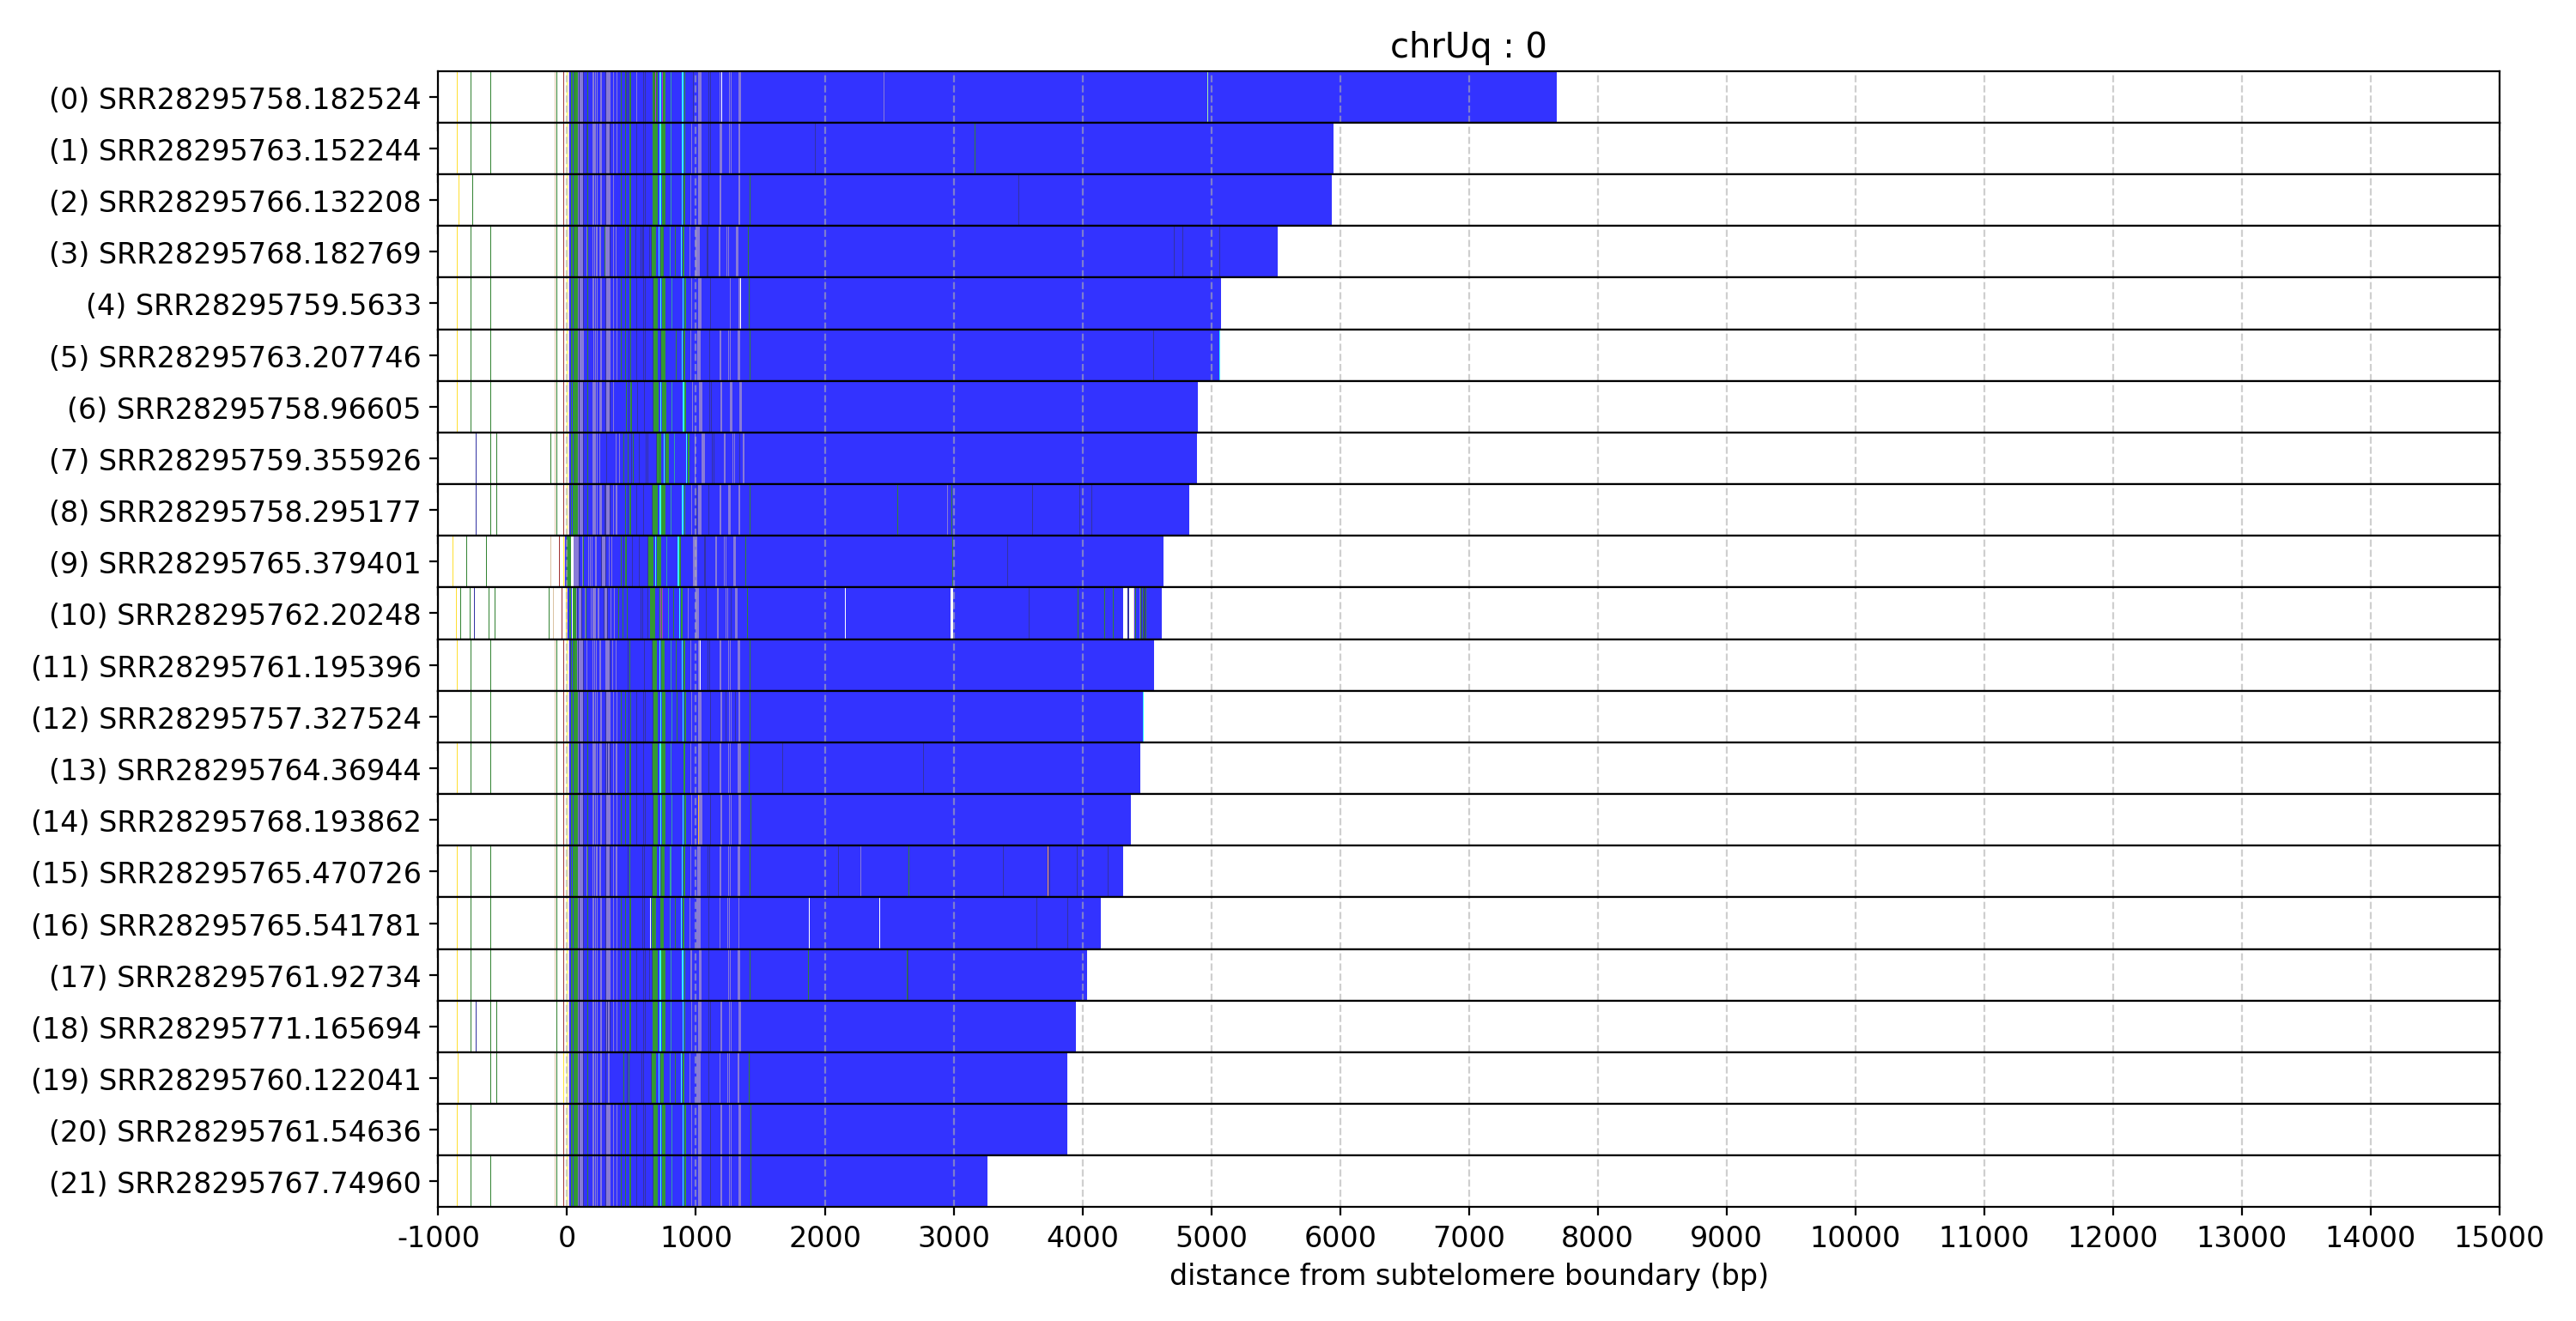 chrUq : 0
(0) SRR28295758.182524
(1) SRR28295763.152244
(2) SRR28295766.132208
(3) SRR28295768.182769
(4) SRR28295759.5633
(5) SRR28295763.207746
(6) SRR28295758.96605
(7) SRR28295759.355926
(8) SRR28295758.295177
(9) SRR28295765.379401
(10) SRR28295762.20248
(11) SRR28295761.195396
(12) SRR28295757.327524
(13) SRR28295764.36944
(14) SRR28295768.193862
(15) SRR28295765.470726
(16) SRR28295765.541781
(17) SRR28295761.92734
(18) SRR28295771.165694
(19) SRR28295760.122041
(20) SRR28295761.54636
(21) SRR28295767.74960
-1000 0 1000 2000 3000 4000 5000 6000 7000 8000 9000 10000 11000 12000 13000 14000 15000
distance from subtelomere boundary (bp)